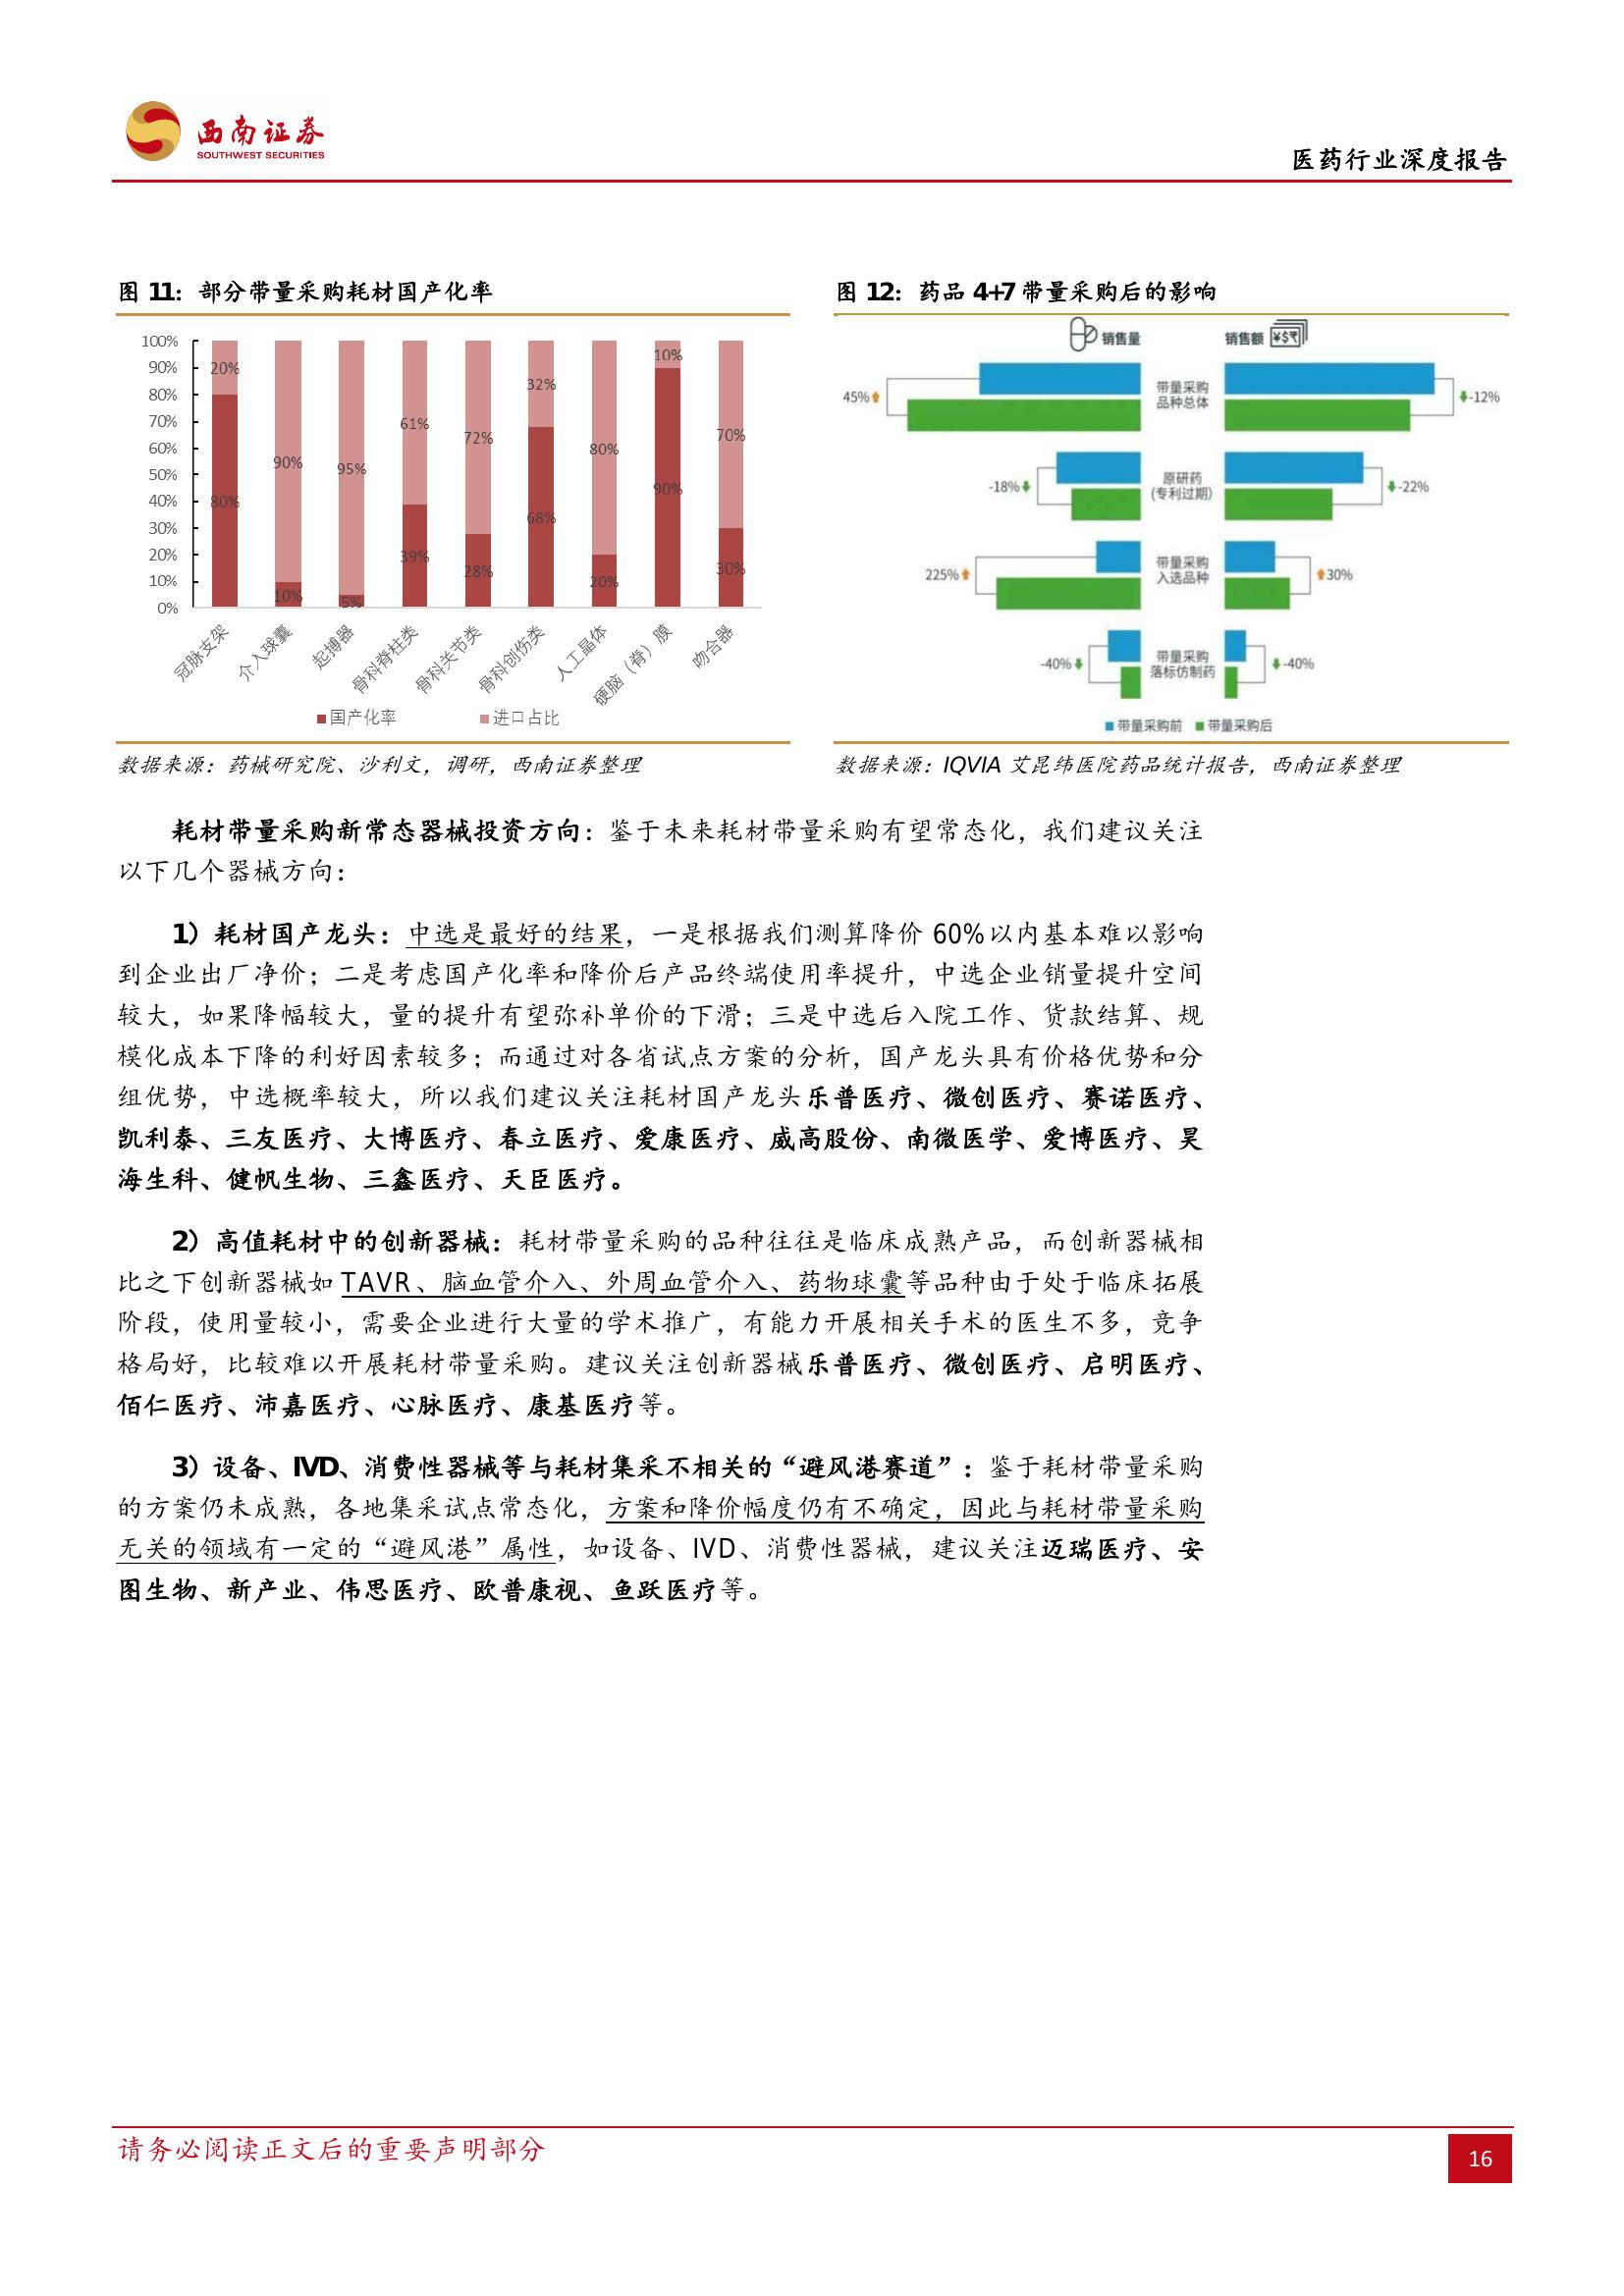 西南证券
SOUTHWEST SECURITIES
医药行业深度报告
图 11：部分带量采购耗材国产化率
100%
90%
80%
70%
60%
50%
40%
30%
20%
10%
0%
20%
90%
95%
61%
72%
32%
80%
10%
70%
80%
10%
5%
39%
28%
68%
20%
90%
30%
冠脉支架
介入球囊
起搏器
骨科脊柱类
骨科关节类
骨科创伤类
人工晶体
硬脑（脊）膜
吻合器
国产化率 进口占比
数据来源：药械研究院、沙利文，调研，西南证券整理
图 12：药品 4+7 带量采购后的影响
销售量 销售额 ¥$₹
45% 带量采购 -12%
品种总体
-18% 原研药 -22%
(专利过期)
225% 带量采购 30%
入选品种
-40% 带量采购 -40%
落标仿制药
带量采购前 带量采购后
数据来源：IQVIA 艾昆纬医院药品统计报告，西南证券整理
耗材带量采购新常态器械投资方向：鉴于未来耗材带量采购有望常态化，我们建议关注
以下几个器械方向：
1）耗材国产龙头：中选是最好的结果，一是根据我们测算降价 60%以内基本难以影响
到企业出厂净价；二是考虑国产化率和降价后产品终端使用率提升，中选企业销量提升空间
较大，如果降幅较大，量的提升有望弥补单价的下滑；三是中选后入院工作、货款结算、规
模化成本下降的利好因素较多；而通过对各省试点方案的分析，国产龙头具有价格优势和分
组优势，中选概率较大，所以我们建议关注耗材国产龙头乐普医疗、微创医疗、赛诺医疗、
凯利泰、三友医疗、大博医疗、春立医疗、爱康医疗、威高股份、南微医学、爱博医疗、昊
海生科、健帆生物、三鑫医疗、天臣医疗。
2）高值耗材中的创新器械：耗材带量采购的品种往往是临床成熟产品，而创新器械相
比之下创新器械如 TAVR、脑血管介入、外周血管介入、药物球囊等品种由于处于临床拓展
阶段，使用量较小，需要企业进行大量的学术推广，有能力开展相关手术的医生不多，竞争
格局好，比较难以开展耗材带量采购。建议关注创新器械乐普医疗、微创医疗、启明医疗、
佰仁医疗、沛嘉医疗、心脉医疗、康基医疗等。
3）设备、IVD、消费性器械等与耗材集采不相关的“避风港赛道”：鉴于耗材带量采购
的方案仍未成熟，各地集采试点常态化，方案和降价幅度仍有不确定，因此与耗材带量采购
无关的领域有一定的“避风港”属性，如设备、IVD、消费性器械，建议关注迈瑞医疗、安
图生物、新产业、伟思医疗、欧普康视、鱼跃医疗等。
请务必阅读正文后的重要声明部分
16